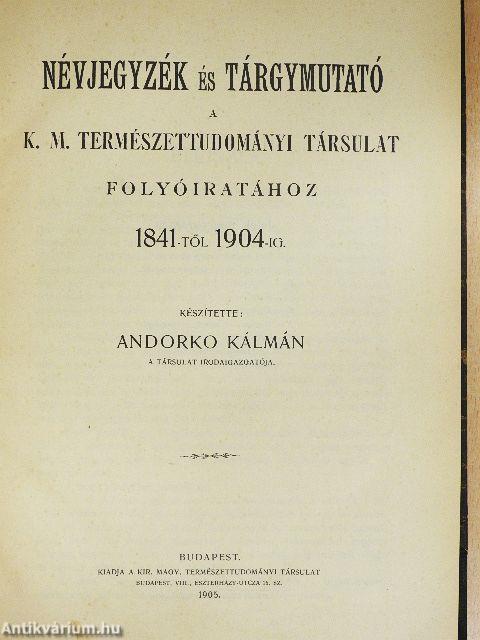 NÉVJEGYZÉK ÉS TÁRGYMUTATÓ
A
K. M. TERMÉSZETTUDOMÁNYI TÁRSULAT
FOLYÓIRATÁHOZ
1841-TŐL 1904-IG.
KÉSZÍTETTE:
ANDORKO KÁLMÁN
A TÁRSULAT IRODAIGAZGATÓJA.
BUDAPEST.
KIADJA A KIR. MAGY. TERMÉSZETTUDOMÁNYI TÁRSULAT
BUDAPEST, VIII., ESZTERHÁZY-UTCZA 16. SZ.
1905.
Antikvárium.hu